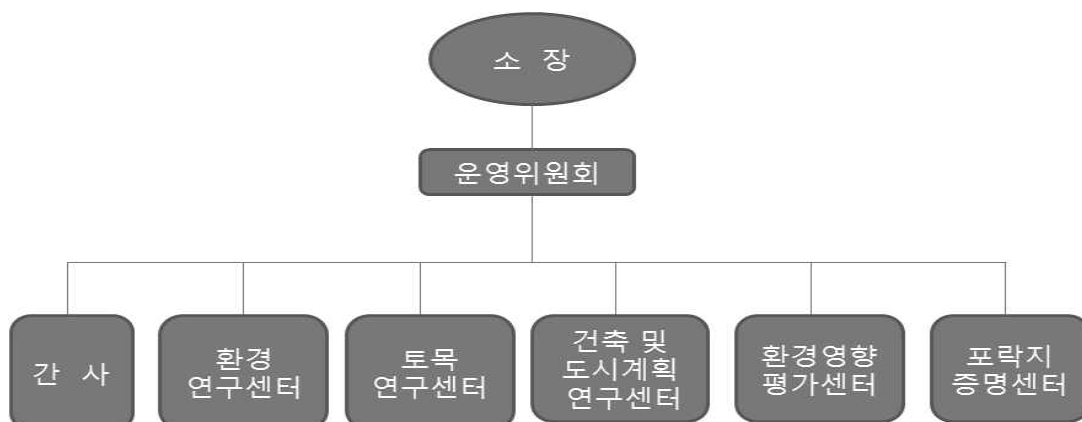 소 장
운영위원회
간 사
환경
연구센터
토목
연구센터
건축 및
도시계획
연구센터
환경영향
평가센터
포락지
증명센터